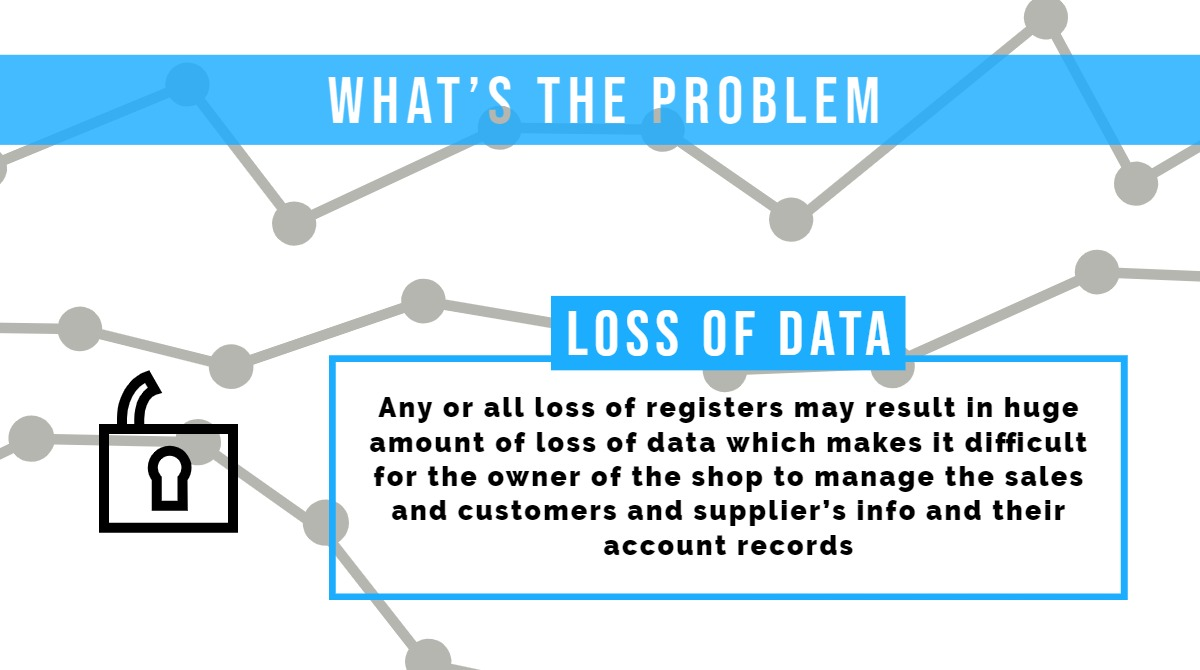 WHAT'S THE PROBLEM
LOSS OF DATA
Any or all loss of registers may result in huge
amount of loss of data which makes it difficult
for the owner of the shop to manage the sales
and customers and supplier's info and their
account records